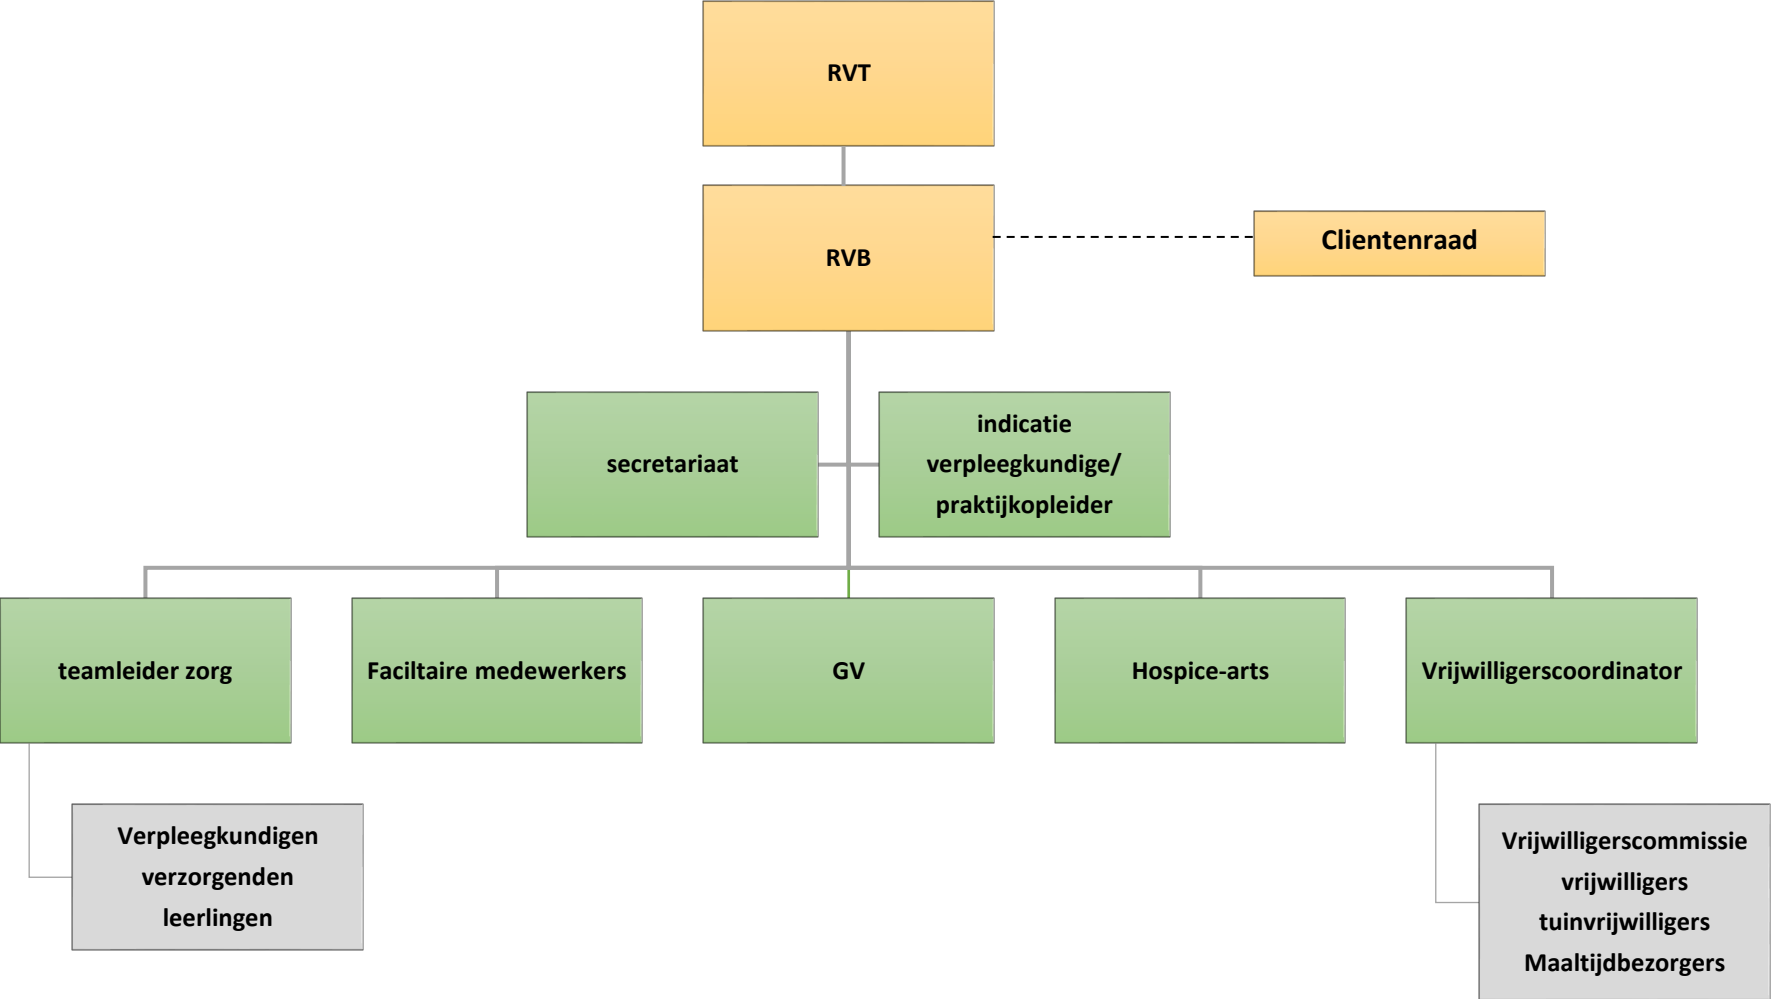 RVT
RVB
Clientenraad
secretariaat
indicatie
verpleegkundige/
praktijkopleider
teamleider zorg
Faciltaire medewerkers
GV
Hospice-arts
Vrijwilligerscoordinator
Verpleegkundigen
verzorgenden
leerlingen
Vrijwilligerscommissie
vrijwilligers
tuinvrijwilligers
Maaltijdbezorgers